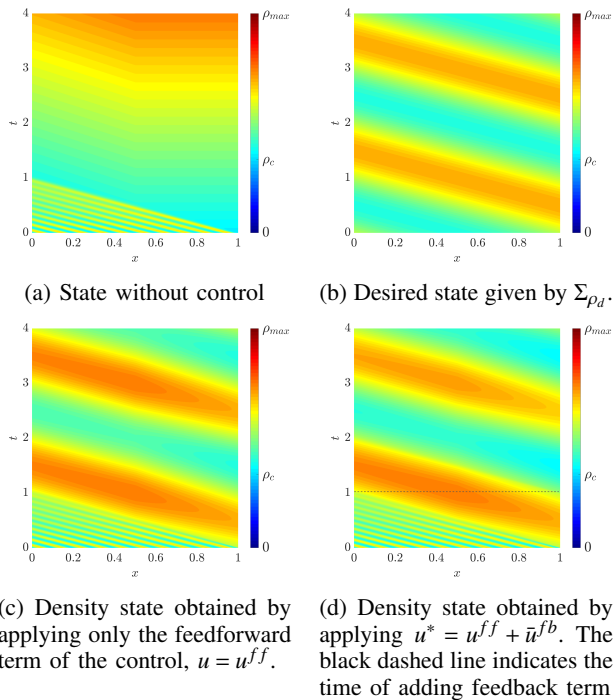 4
3
2
1
0
0 0.2 0.4 0.6 0.8 1
t
x
ρmax
ρc
0
4
3
2
1
0
0 0.2 0.4 0.6 0.8 1
t
x
ρmax
ρc
0
(a) State without control
(b) Desired state given by Σρd.
4
3
2
1
0
0 0.2 0.4 0.6 0.8 1
t
x
ρmax
ρc
0
4
3
2
1
0
0 0.2 0.4 0.6 0.8 1
t
x
ρmax
ρc
0
(c) Density state obtained by
applying only the feedforward
term of the control, u = u^ff.
(d) Density state obtained by
applying u* = u^ff + ū^fb. The
black dashed line indicates the
time of adding feedback term